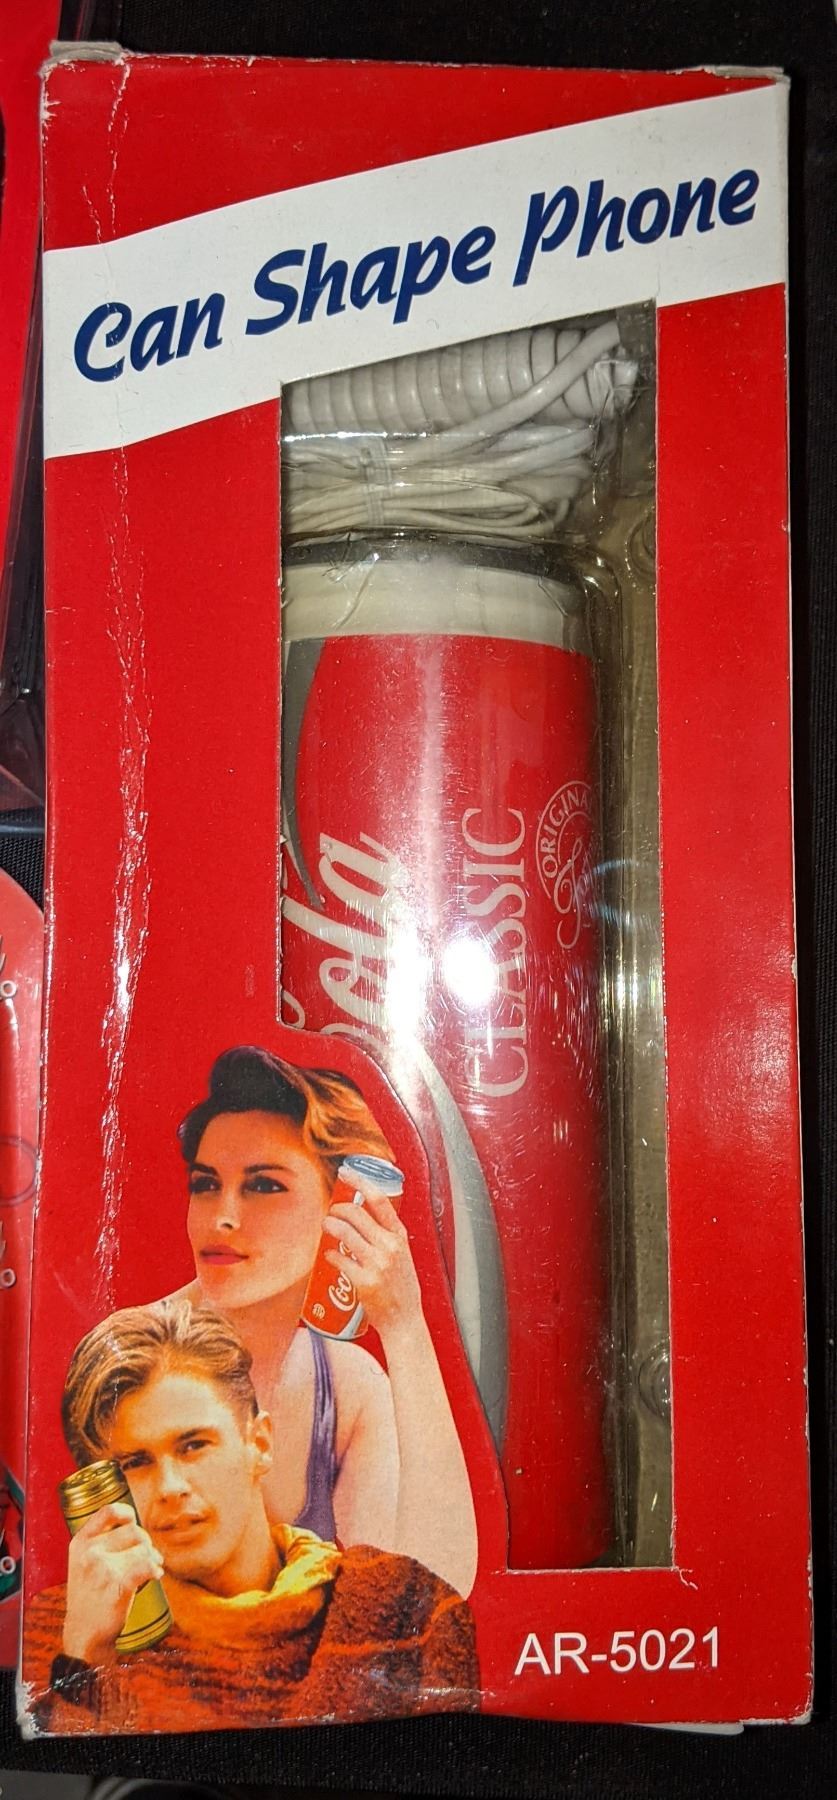 Can Shape Phone
Cola
CLASSIC
ORIGINAL
AR-5021